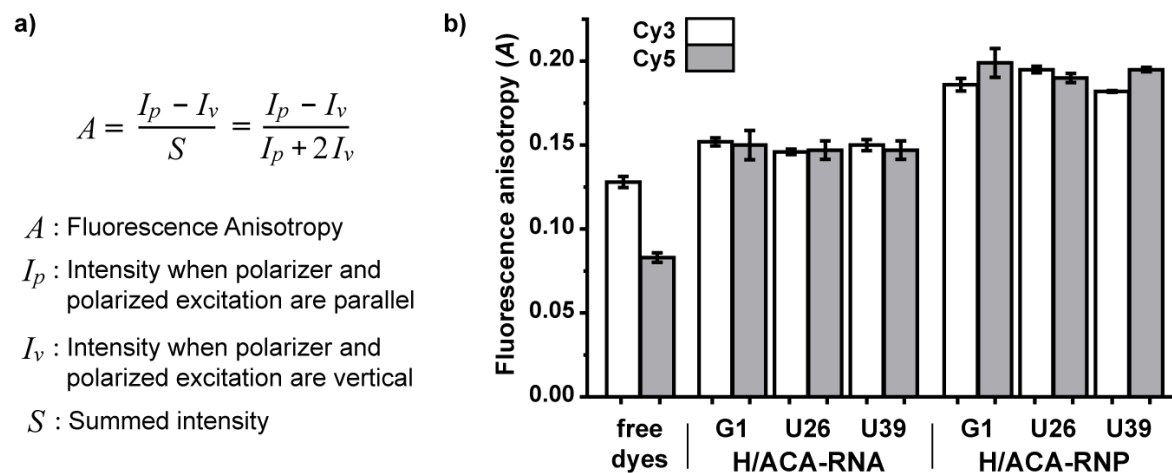 a)
A = I_p − I_v / S = I_p − I_v / I_p + 2 I_v
A : Fluorescence Anisotropy
I_p : Intensity when polarizer and
polarized excitation are parallel
I_v : Intensity when polarizer and
polarized excitation are vertical
S : Summed intensity
b)
Cy3
Cy5
Fluorescence anisotropy (A)
0.20
0.15
0.10
0.05
0.00
free
dyes
G1 U26 U39
H/ACA-RNA
G1 U26 U39
H/ACA-RNP